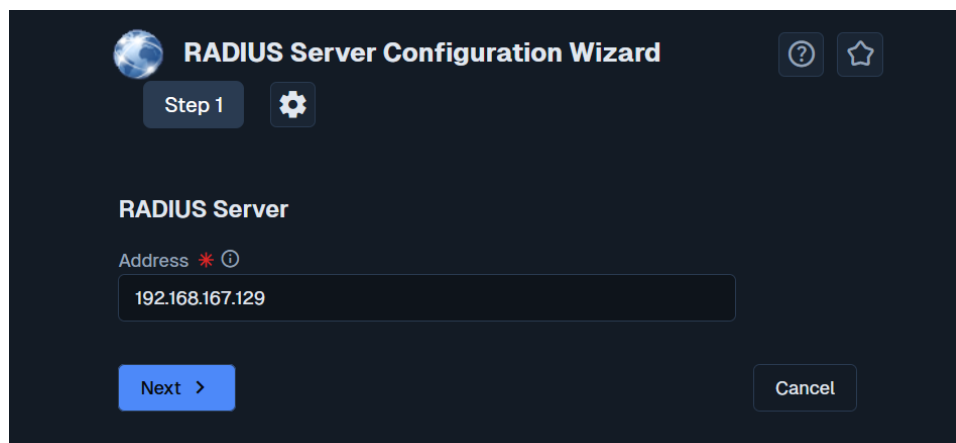 RADIUS Server Configuration Wizard
Step 1
RADIUS Server
Address *
192.168.167.129
Next >
Cancel